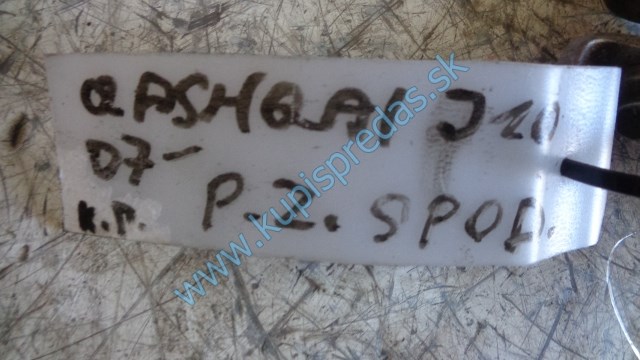 QASHQAI J10
07-
K.P. P.Z. SPOD.
www.kupispredas.sk